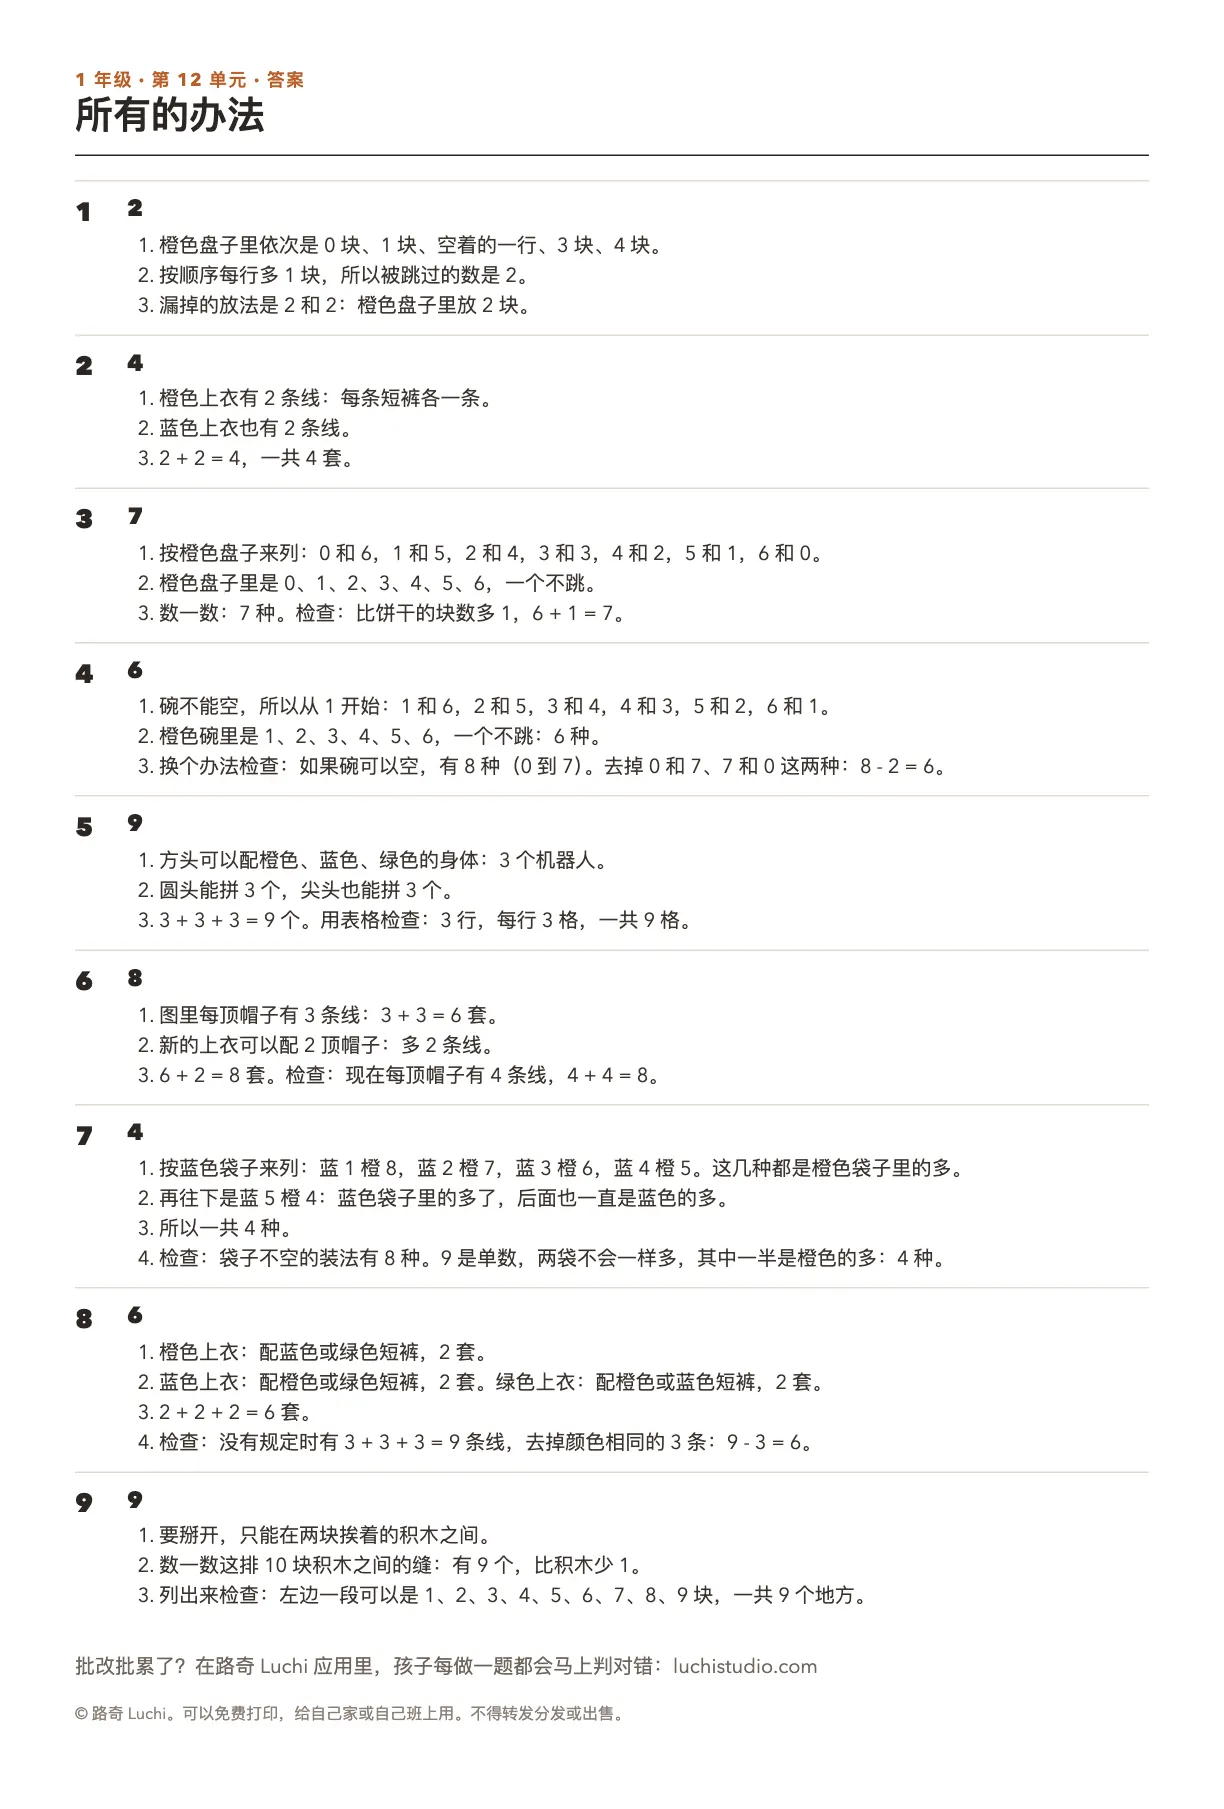 1 年级 · 第 12 单元 · 答案
所有的办法
1 2
1. 橙色盘子里依次是 0 块、1 块、空着的一行、3 块、4 块。
2. 按顺序每行多 1 块，所以被跳过的数是 2。
3. 漏掉的放法是 2 和 2：橙色盘子里放 2 块。
2 4
1. 橙色上衣有 2 条线：每条短裤各一条。
2. 蓝色上衣也有 2 条线。
3. 2 + 2 = 4，一共 4 套。
3 7
1. 按橙色盘子来列：0 和 6，1 和 5，2 和 4，3 和 3，4 和 2，5 和 1，6 和 0。
2. 橙色盘子里是 0、1、2、3、4、5、6，一个不跳。
3. 数一数：7 种。检查：比饼干的块数多 1，6 + 1 = 7。
4 6
1. 碗不能空，所以从 1 开始：1 和 6，2 和 5，3 和 4，4 和 3，5 和 2，6 和 1。
2. 橙色碗里是 1、2、3、4、5、6，一个不跳：6 种。
3. 换个办法检查：如果碗可以空，有 8 种（0 到 7）。去掉 0 和 7、7 和 0 这两种：8 - 2 = 6。
5 9
1. 方头可以配橙色、蓝色、绿色的身体：3 个机器人。
2. 圆头能拼 3 个，尖头也能拼 3 个。
3. 3 + 3 + 3 = 9 个。用表格检查：3 行，每行 3 格，一共 9 格。
6 8
1. 图里每顶帽子有 3 条线：3 + 3 = 6 套。
2. 新的上衣可以配 2 顶帽子：多 2 条线。
3. 6 + 2 = 8 套。检查：现在每顶帽子有 4 条线，4 + 4 = 8。
7 4
1. 按蓝色袋子来列：蓝 1 橙 8，蓝 2 橙 7，蓝 3 橙 6，蓝 4 橙 5。这几种都是橙色袋子里的多。
2. 再往下是蓝 5 橙 4：蓝色袋子里的多了，后面也一直是蓝色的多。
3. 所以一共 4 种。
4. 检查：袋子不空的装法有 8 种。9 是单数，两袋不会一样多，其中一半是橙色的多：4 种。
8 6
1. 橙色上衣：配蓝色或绿色短裤，2 套。
2. 蓝色上衣：配橙色或绿色短裤，2 套。绿色上衣：配橙色或蓝色短裤，2 套。
3. 2 + 2 + 2 = 6 套。
4. 检查：没有规定时有 3 + 3 + 3 = 9 条线，去掉颜色相同的 3 条：9 - 3 = 6。
9 9
1. 要掰开，只能在两块挨着的积木之间。
2. 数一数这排 10 块积木之间的缝：有 9 个，比积木少 1。
3. 列出来检查：左边一段可以是 1、2、3、4、5、6、7、8、9 块，一共 9 个地方。
批改批累了？在路奇 Luchi 应用里，孩子每做一题都会马上判对错：luchistudio.com
© 路奇 Luchi。可以免费打印，给自己家或自己班上用。不得转发分发或出售。